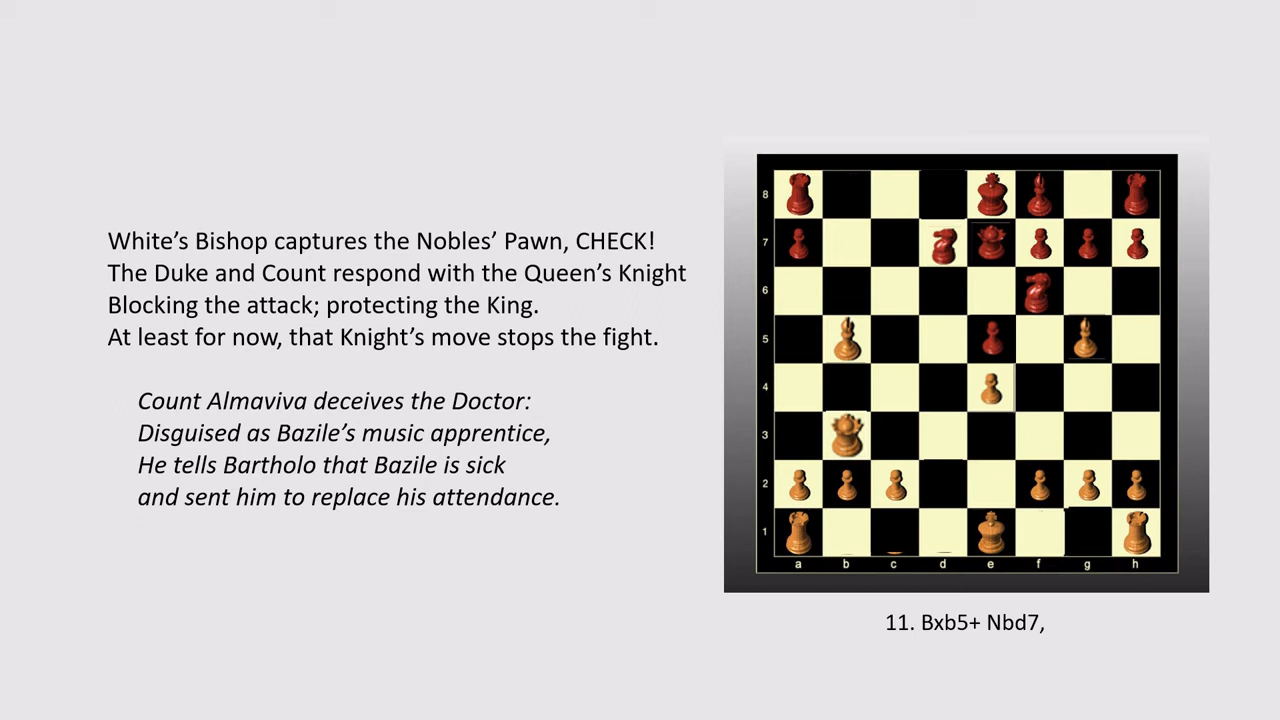 White’s Bishop captures the Nobles’ Pawn, CHECK!
The Duke and Count respond with the Queen’s Knight
Blocking the attack; protecting the King.
At least for now, that Knight’s move stops the fight.
Count Almaviva deceives the Doctor:
Disguised as Bazile’s music apprentice,
He tells Bartholo that Bazile is sick
and sent him to replace his attendance.
8
7
6
5
4
3
2
1
a b c d e f g h
11. Bxb5+ Nbd7,